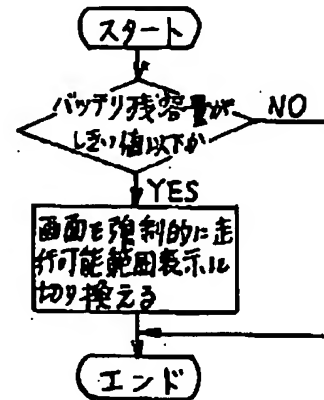 スタート
バッテリ残容量が
しきい値以下か
NO
YES
画面を強制的に走
行可能範囲表示に
切り換える
エンド